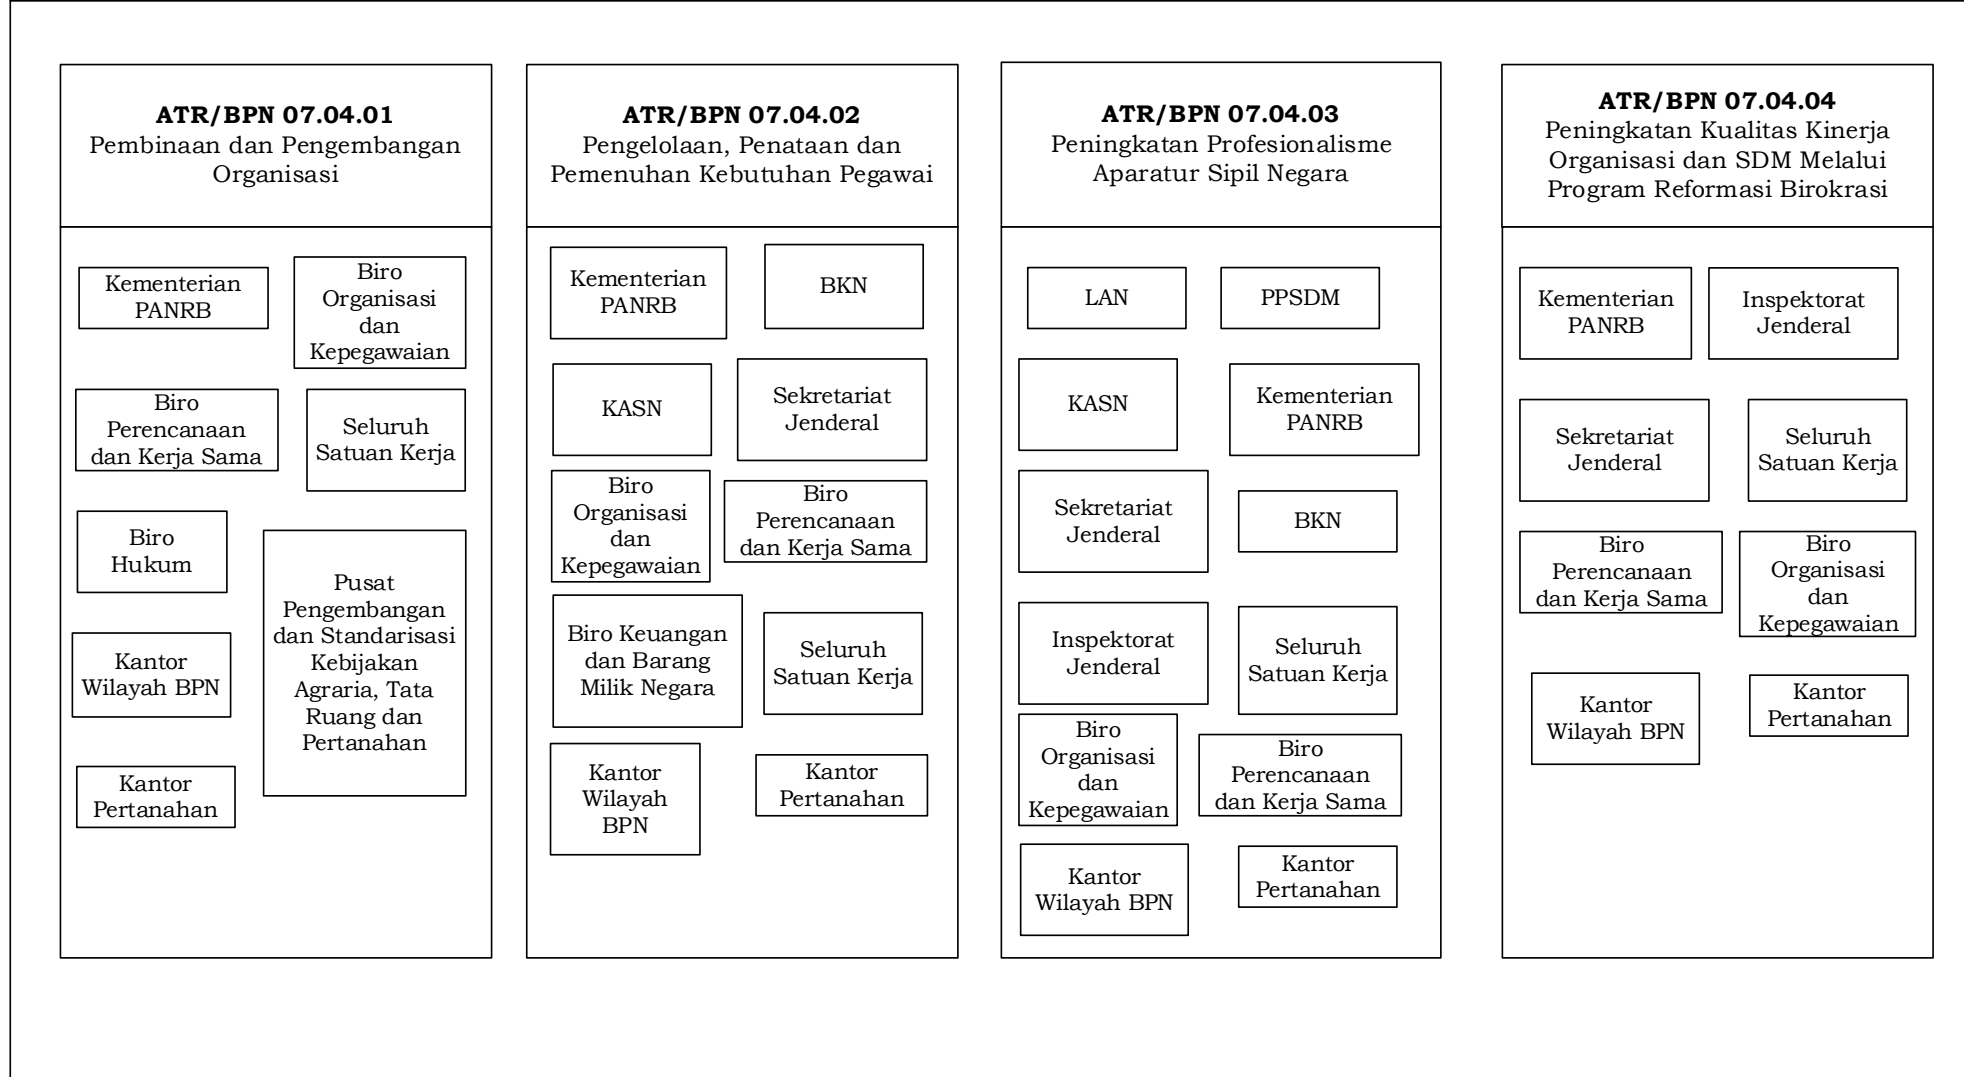 ATR/BPN 07.04.01
Pembinaan dan Pengembangan
Organisasi
Kementerian
PANRB
Biro
Organisasi
dan
Kepegawaian
Biro
Perencanaan
dan Kerja Sama
Seluruh
Satuan Kerja
Biro
Hukum
Pusat
Pengembangan
dan Standarisasi
Kebijakan
Agraria, Tata
Ruang dan
Pertanahan
Kantor
Wilayah BPN
Kantor
Pertanahan
ATR/BPN 07.04.02
Pengelolaan, Penataan dan
Pemenuhan Kebutuhan Pegawai
Kementerian
PANRB
BKN
KASN
Sekretariat
Jenderal
Biro
Organisasi
dan
Kepegawaian
Biro
Perencanaan
dan Kerja Sama
Biro Keuangan
dan Barang
Milik Negara
Seluruh
Satuan Kerja
Kantor
Wilayah
BPN
Kantor
Pertanahan
ATR/BPN 07.04.03
Peningkatan Profesionalisme
Aparatur Sipil Negara
LAN
PPSDM
KASN
Kementerian
PANRB
Sekretariat
Jenderal
BKN
Inspektorat
Jenderal
Seluruh
Satuan Kerja
Biro
Organisasi
dan
Kepegawaian
Biro
Perencanaan
dan Kerja Sama
Kantor
Wilayah BPN
Kantor
Pertanahan
ATR/BPN 07.04.04
Peningkatan Kualitas Kinerja
Organisasi dan SDM Melalui
Program Reformasi Birokrasi
Kementerian
PANRB
Inspektorat
Jenderal
Sekretariat
Jenderal
Seluruh
Satuan Kerja
Biro
Perencanaan
dan Kerja Sama
Biro
Organisasi
dan
Kepegawaian
Kantor
Wilayah BPN
Kantor
Pertanahan